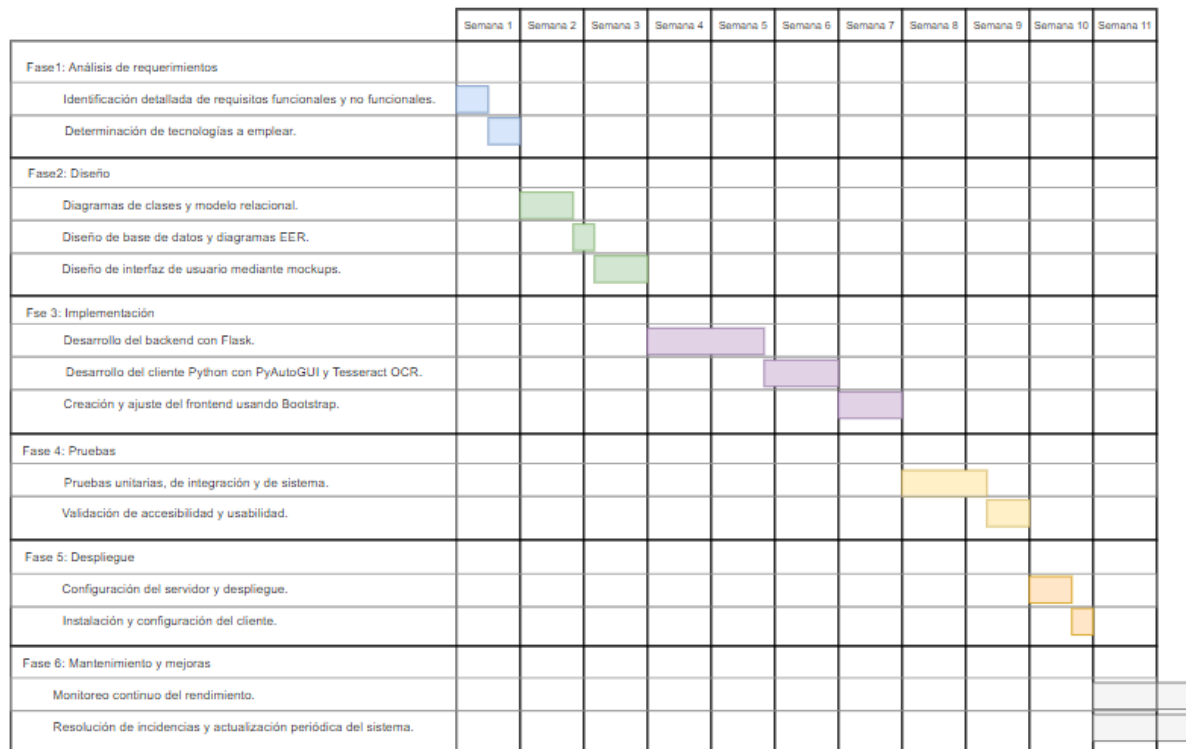 Semana 1 Semana 2 Semana 3 Semana 4 Semana 5 Semana 6 Semana 7 Semana 8 Semana 9 Semana 10 Semana 11
Fase1: Análisis de requerimientos
Identificación detallada de requisitos funcionales y no funcionales.
Determinación de tecnologías a emplear.
Fase2: Diseño
Diagramas de clases y modelo relacional.
Diseño de base de datos y diagramas EER.
Diseño de interfaz de usuario mediante mockups.
Fse 3: Implementación
Desarrollo del backend con Flask.
Desarrollo del cliente Python con PyAutoGUI y Tesseract OCR.
Creación y ajuste del frontend usando Bootstrap.
Fase 4: Pruebas
Pruebas unitarias, de integración y de sistema.
Validación de accesibilidad y usabilidad.
Fase 5: Despliegue
Configuración del servidor y despliegue.
Instalación y configuración del cliente.
Fase 6: Mantenimiento y mejoras
Monitoreo continuo del rendimiento.
Resolución de incidencias y actualización periódica del sistema.